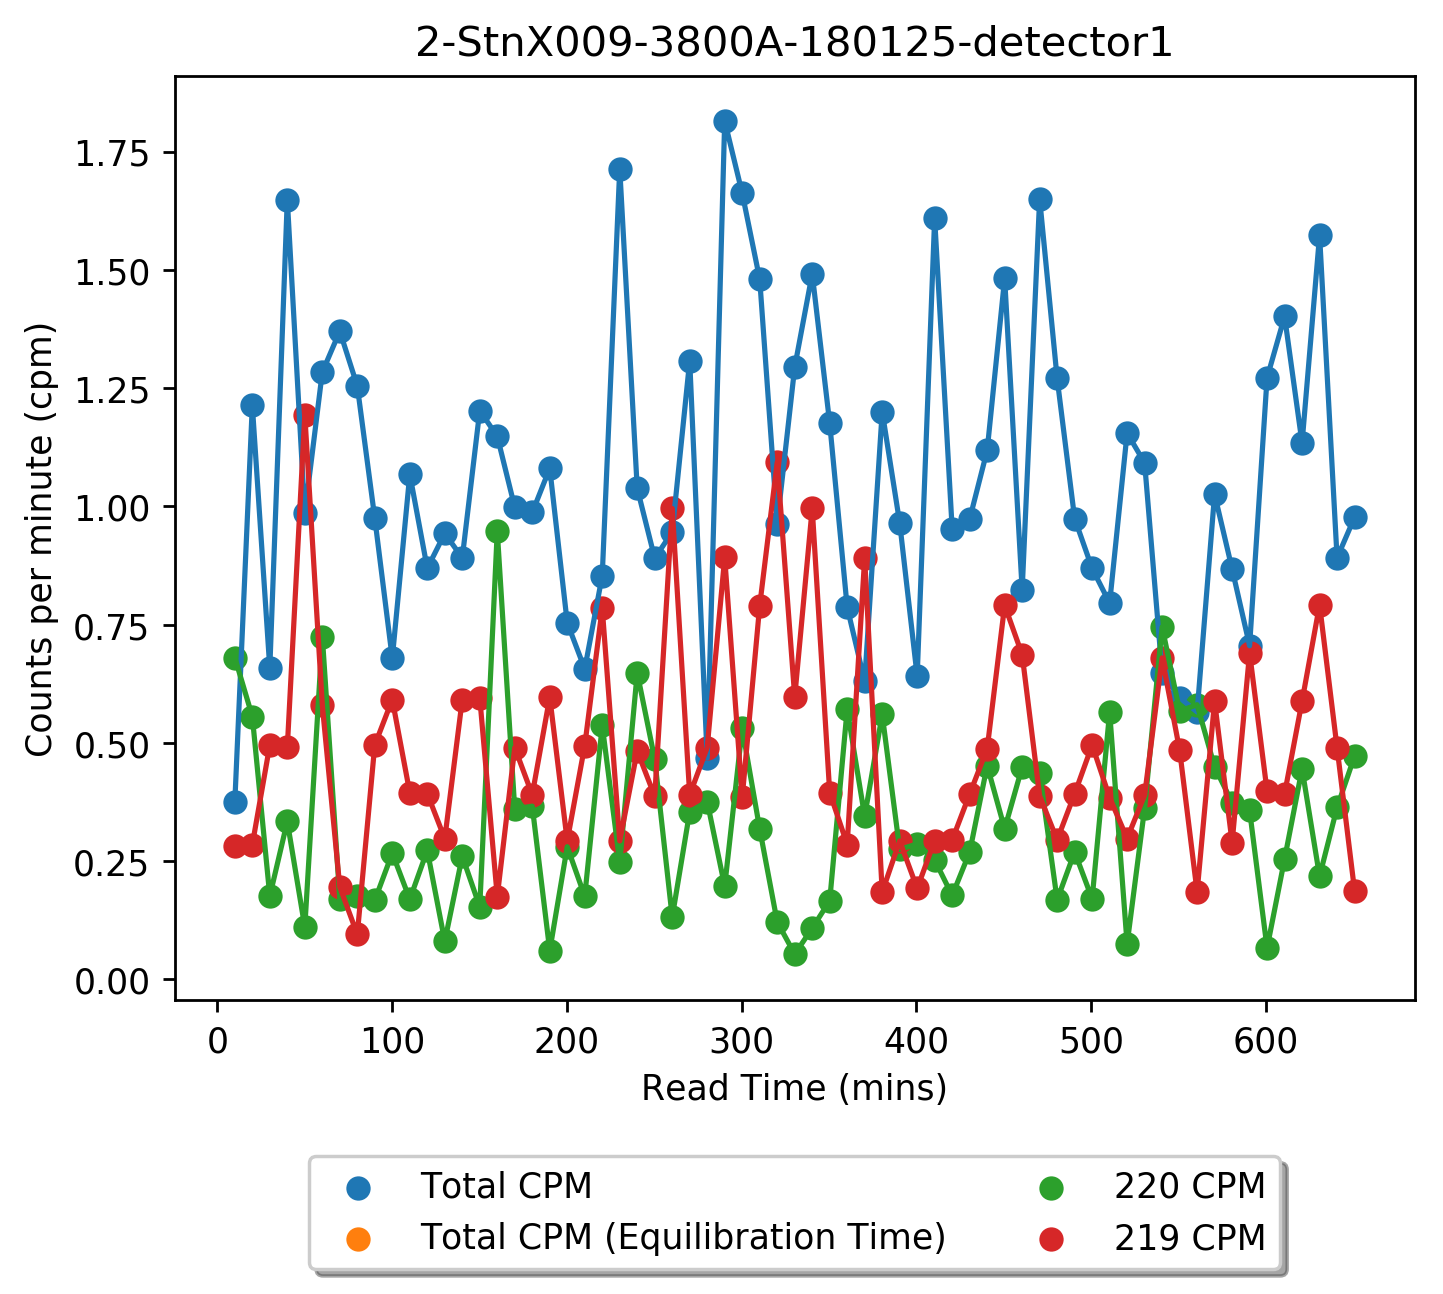 2-StnX009-3800A-180125-detector1
Counts per minute (cpm)
1.75
1.50
1.25
1.00
0.75
0.50
0.25
0.00
0 100 200 300 400 500 600
Read Time (mins)
Total CPM
Total CPM (Equilibration Time)
220 CPM
219 CPM